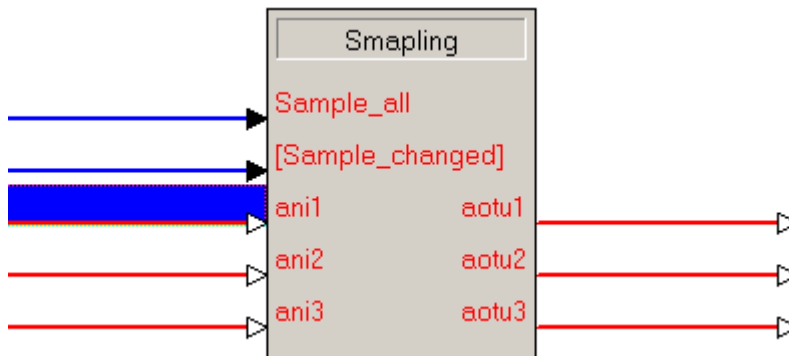 Smapling
Sample_all
[Sample_changed]
ani1 aotu1
ani2 aotu2
ani3 aotu3